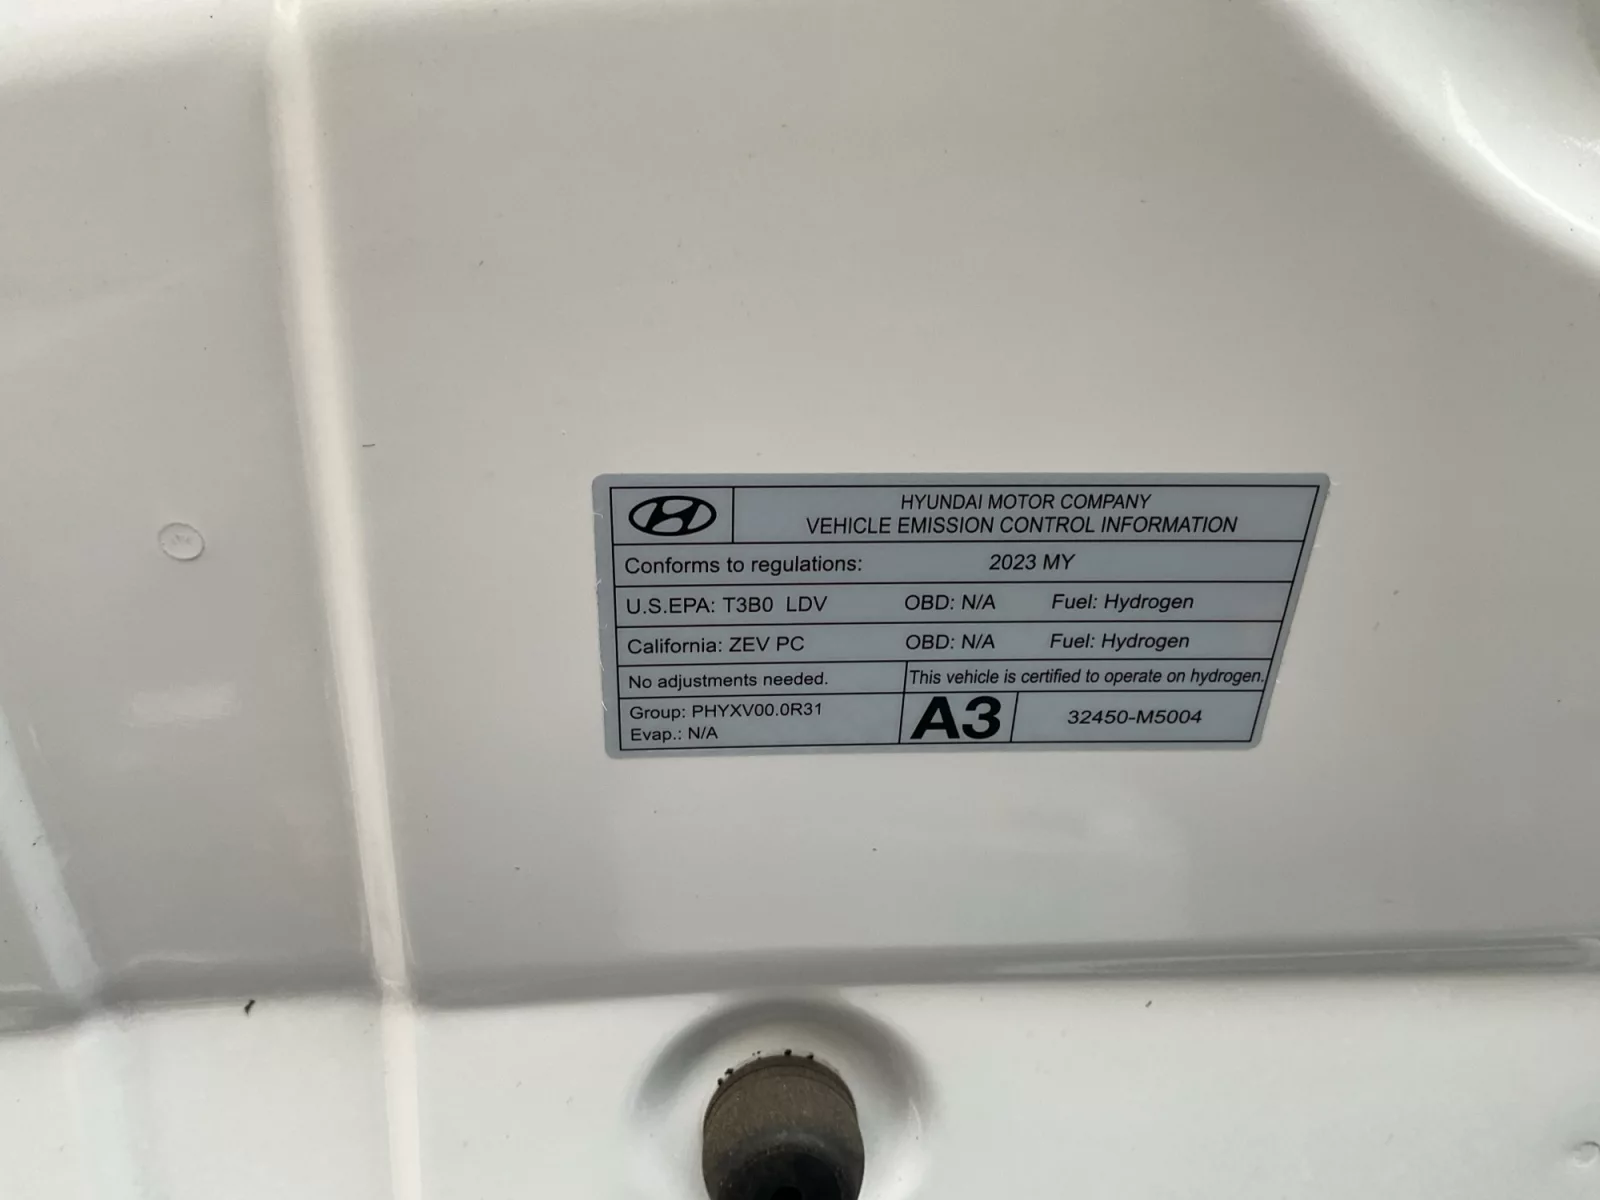 HYUNDAI MOTOR COMPANY
VEHICLE EMISSION CONTROL INFORMATION
Conforms to regulations: 2023 MY
U.S.EPA: T3B0 LDV OBD: N/A Fuel: Hydrogen
California: ZEV PC OBD: N/A Fuel: Hydrogen
No adjustments needed. This vehicle is certified to operate on hydrogen.
Group: PHYXV00.0R31
Evap.: N/A
A3
32450-M5004